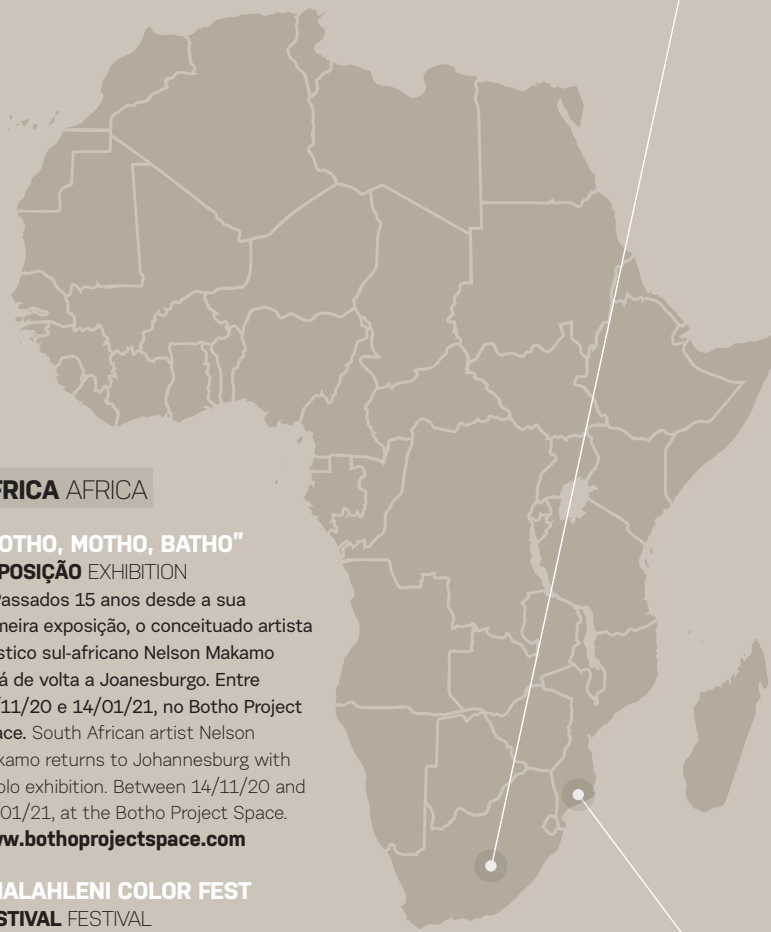 FRICA AFRICA
OTHO, MOTHO, BATHO”
POSIÇÃO EXHIBITION
Passados 15 anos desde a sua
meira exposição, o conceituado artista
stico sul-africano Nelson Makamo
á de volta a Joanesburgo. Entre
/11/20 e 14/01/21, no Botho Project
ace. South African artist Nelson
kamo returns to Johannesburg with
olo exhibition. Between 14/11/20 and
/01/21, at the Botho Project Space.
w.bothoprojectspace.com
MALAHLENI COLOR FEST
STIVAL FESTIVAL